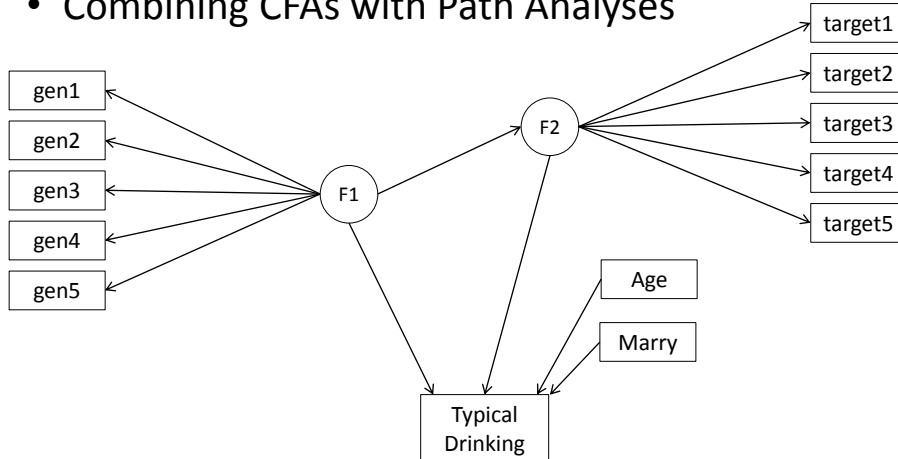 • Combining CFAs with Path Analyses
target1
gen1
target2
gen2
F2
target3
gen3
F1
target4
gen4
target5
gen5
Age
Marry
Typical
Drinking